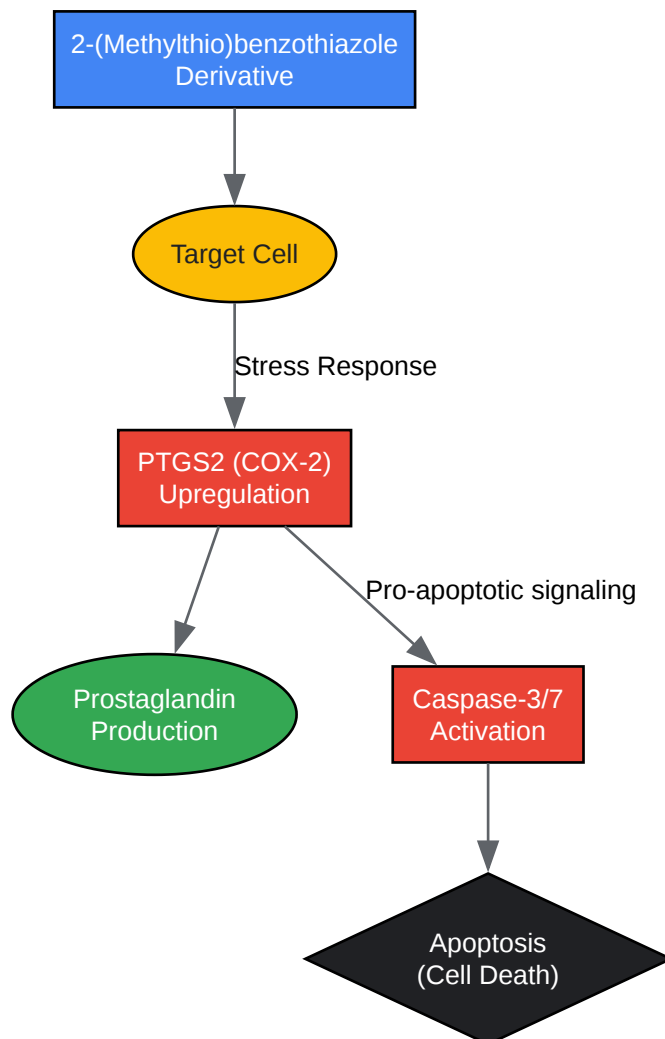 2-(Methylthio)benzothiazole
Derivative
Target Cell
Stress Response
PTGS2 (COX-2)
Upregulation
Pro-apoptotic signaling
Prostaglandin
Production
Caspase-3/7
Activation
Apoptosis
(Cell Death)